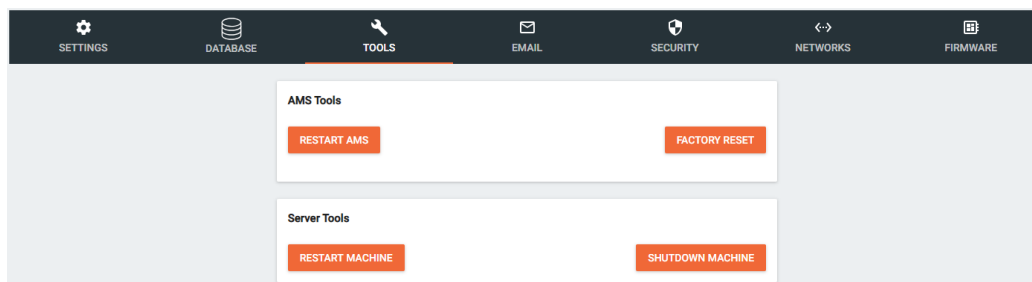 SETTINGS DATABASE TOOLS EMAIL SECURITY NETWORKS FIRMWARE
AMS Tools
RESTART AMS FACTORY RESET
Server Tools
RESTART MACHINE SHUTDOWN MACHINE